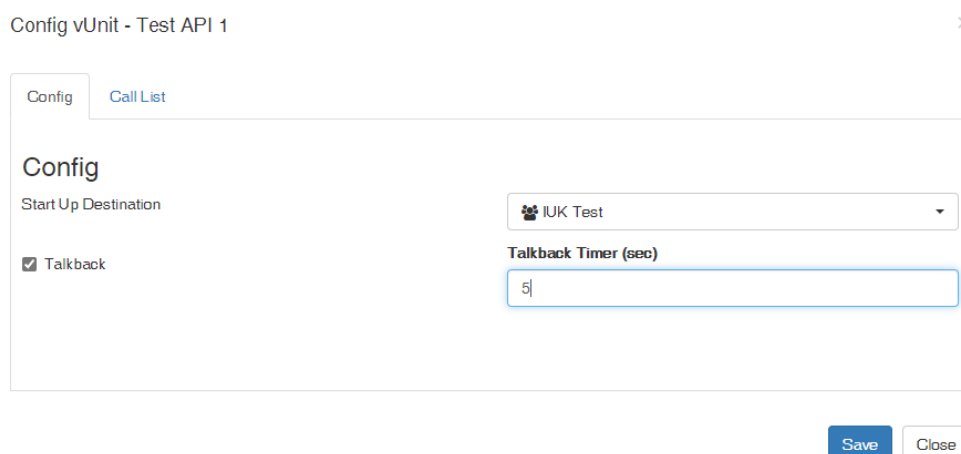 Config vUnit - Test API 1
Config
Call List
Config
Start Up Destination
IUK Test
Talkback
Talkback Timer (sec)
5
Save
Close